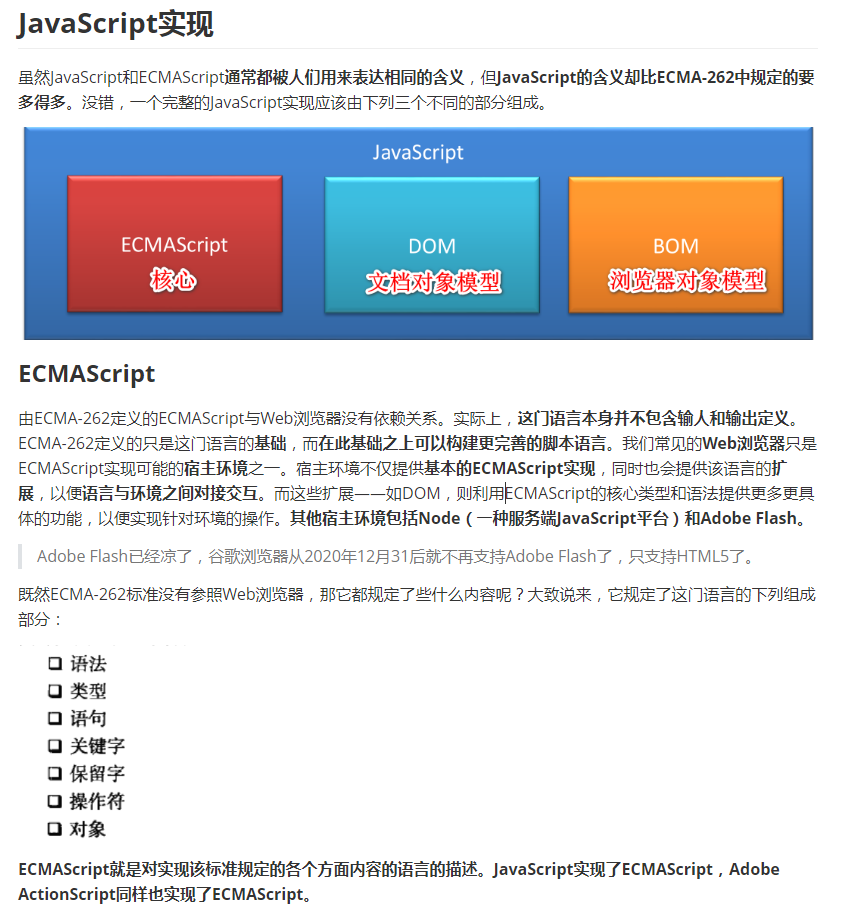 JavaScript实现
虽然JavaScript和ECMAScript通常都被人们用来表达相同的含义，但JavaScript的含义却比ECMA-262中规定的要
多得多。没错，一个完整的JavaScript实现应该由下列三个不同的部分组成。
JavaScript
ECMAScript
核心
DOM
文档对象模型
BOM
浏览器对象模型
ECMAScript
由ECMA-262定义的ECMAScript与Web浏览器没有依赖关系。实际上，这门语言本身并不包含输人和输出定义。
ECMA-262定义的只是这门语言的基础，而在此基础之上可以构建更完善的脚本语言。我们常见的Web浏览器只是
ECMAScript实现可能的宿主环境之一。宿主环境不仅提供基本的ECMAScript实现，同时也会提供该语言的扩
展，以便语言与环境之间对接交互。而这些扩展——如DOM，则利用ECMAScript的核心类型和语法提供更多更具
体的功能，以便实现针对环境的操作。其他宿主环境包括Node（一种服务端JavaScript平台）和Adobe Flash。
Adobe Flash已经凉了，谷歌浏览器从2020年12月31后就不再支持Adobe Flash了，只支持HTML5了。
既然ECMA-262标准没有参照Web浏览器，那它都规定了些什么内容呢？大致说来，它规定了这门语言的下列组成
部分：
❑ 语法
❑ 类型
❑ 语句
❑ 关键字
❑ 保留字
❑ 操作符
❑ 对象
ECMAScript就是对实现该标准规定的各个方面内容的语言的描述。JavaScript实现了ECMAScript，Adobe
ActionScript同样也实现了ECMAScript。